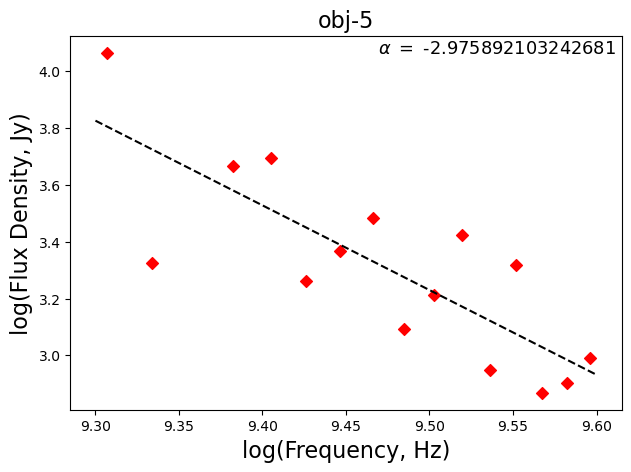 obj-5
α = -2.975892103242681
log(Flux Density, Jy)
4.0
3.8
3.6
3.4
3.2
3.0
9.30 9.35 9.40 9.45 9.50 9.55 9.60
log(Frequency, Hz)